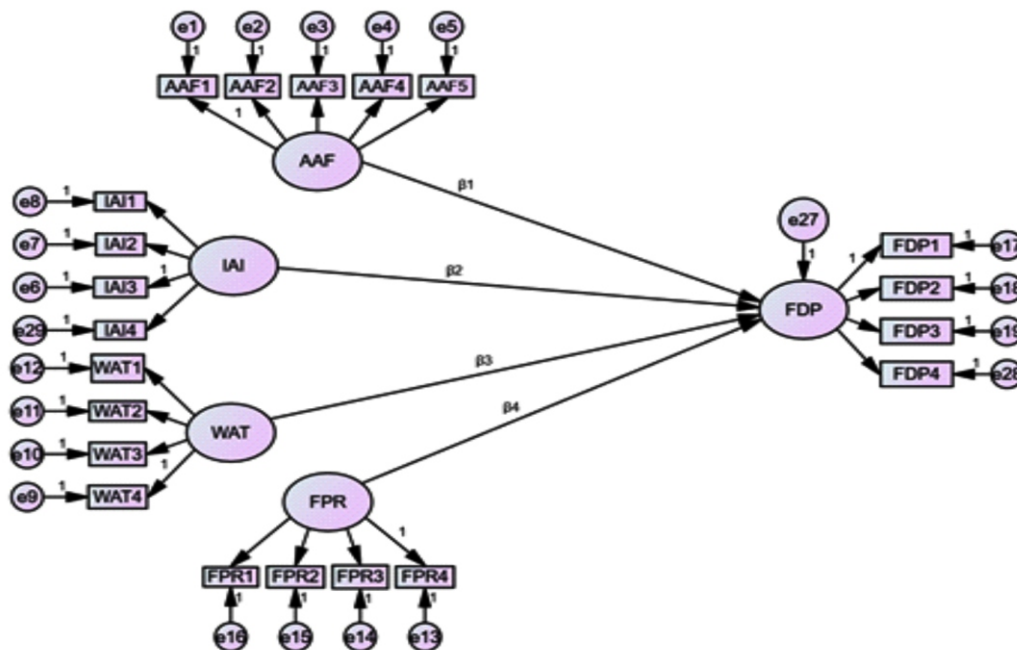 e1 e2 e3 e4 e5
1 1 1 1 1
AAF1 AAF2 AAF3 AAF4 AAF5
1
AAF
β1
e8 1 IAI1
e7 1 IAI2
e6 1 IAI3 1
e29 1 IAI4
IAI
β2
e27
1
FDP
1 FDP1 1 e17
FDP2 1 e18
FDP3 1 e19
FDP4 1 e28
e12 1 WAT1
e11 1 WAT2
e10 1 WAT3
e9 1 WAT4 1
WAT
β3
β4
FPR
1
FPR1 FPR2 FPR3 FPR4
1 1 1 1
e16 e15 e14 e13